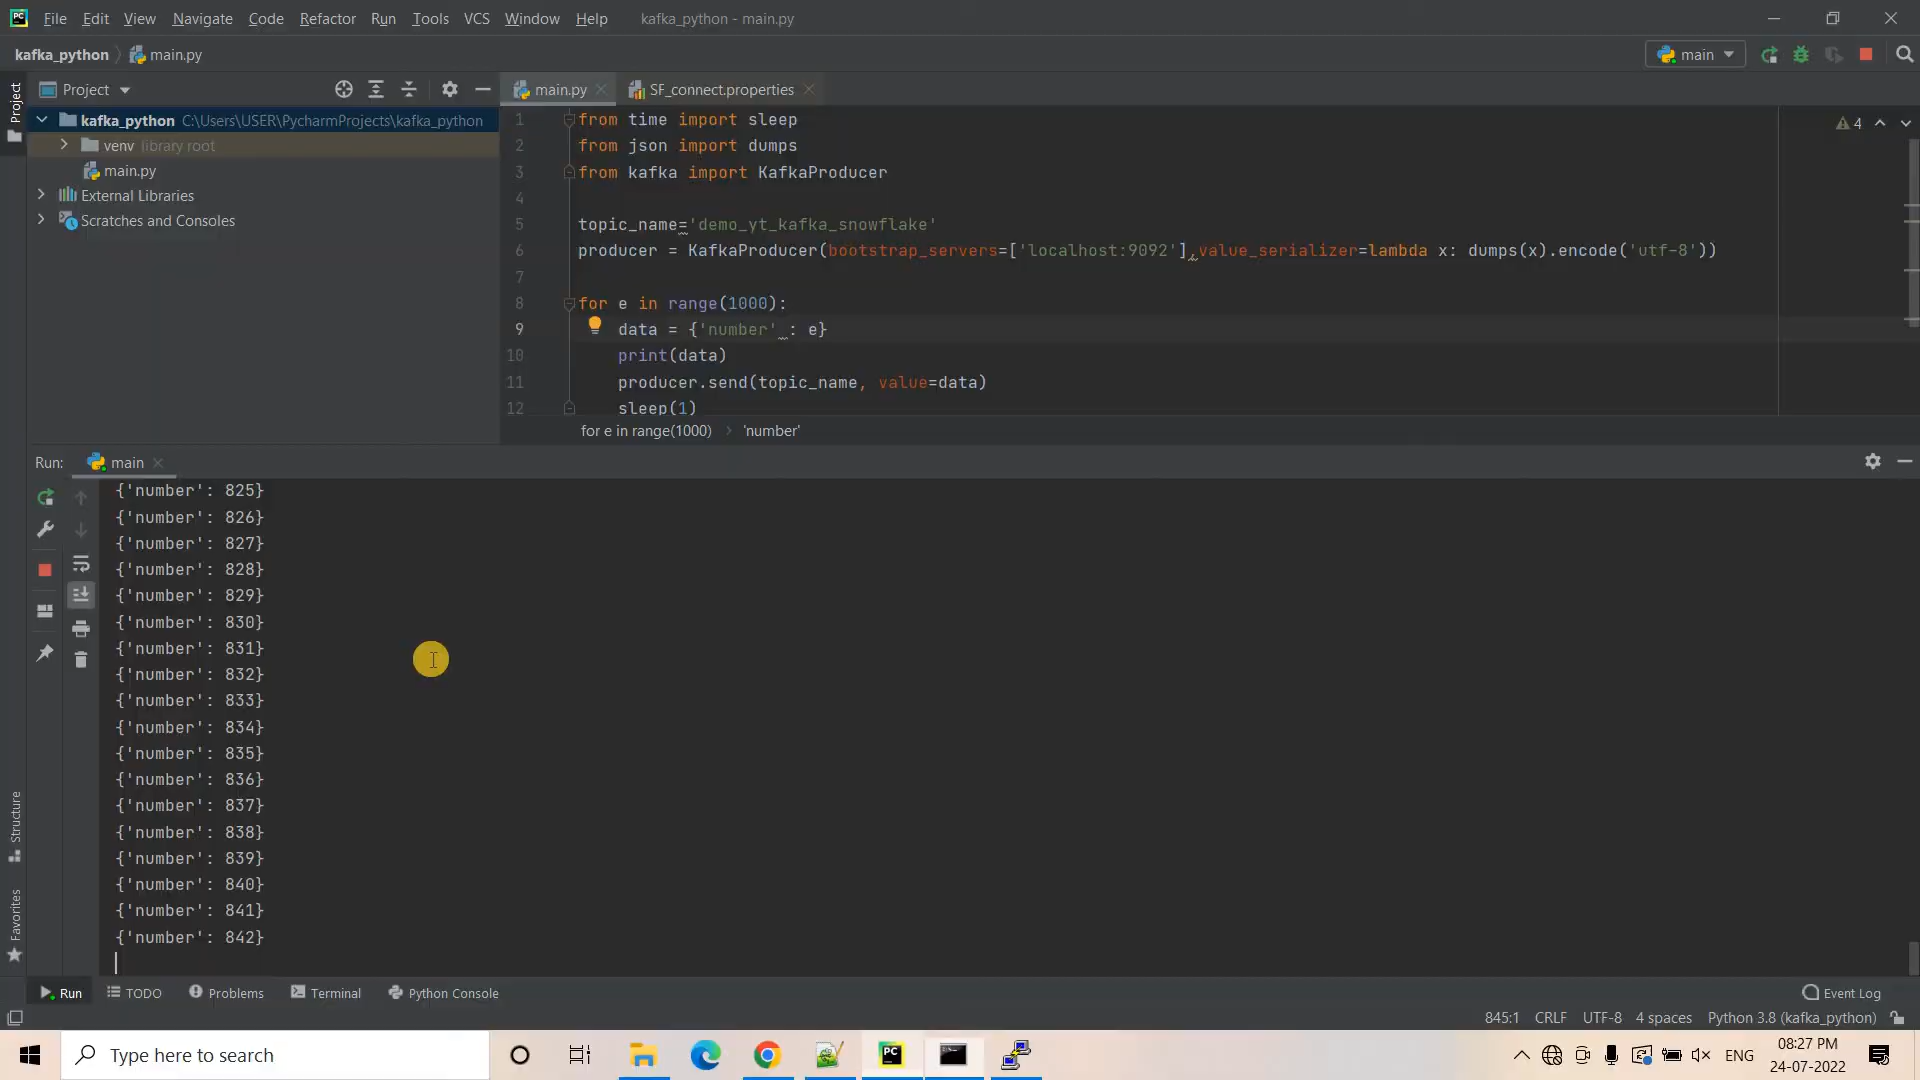 File Edit View Navigate Code Refactor Run Tools VCS Window Help kafka_python - main.py
kafka_python main.py main
Project Project main.py SF_connect.properties
kafka_python C:\Users\USER\PycharmProjects\kafka_python
venv library root
main.py
External Libraries
Scratches and Consoles
1 from time import sleep
2 from json import dumps
3 from kafka import KafkaProducer
4
5 topic_name='demo_yt_kafka_snowflake'
6 producer = KafkaProducer(bootstrap_servers=['localhost:9092'],value_serializer=lambda x: dumps(x).encode('utf-8'))
7
8 for e in range(1000):
9 data = {'number' : e}
10 print(data)
11 producer.send(topic_name, value=data)
12 sleep(1)
4
for e in range(1000) 'number'
Run: main
{'number': 825}
{'number': 826}
{'number': 827}
{'number': 828}
{'number': 829}
{'number': 830}
{'number': 831}
{'number': 832}
{'number': 833}
{'number': 834}
{'number': 835}
{'number': 836}
{'number': 837}
{'number': 838}
{'number': 839}
{'number': 840}
{'number': 841}
{'number': 842}
Structure
Favorites
Run TODO Problems Terminal Python Console Event Log
845:1 CRLF UTF-8 4 spaces Python 3.8 (kafka_python)
Type here to search
PC
ENG
08:27 PM
24-07-2022